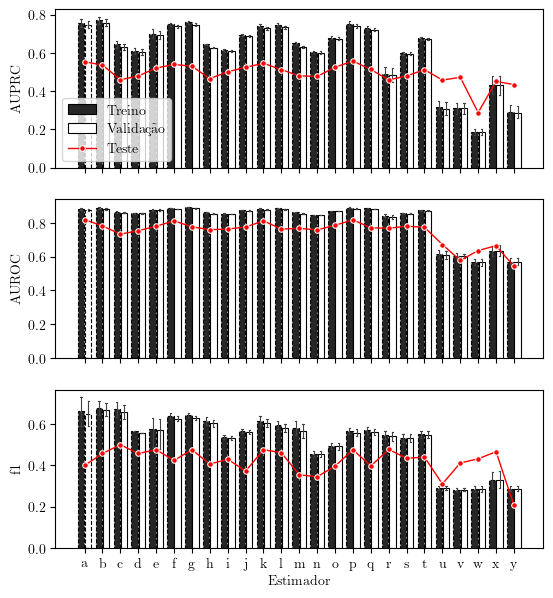 0.8
0.6
0.4
0.2
0.0
AUPRC
Treino
Validação
Teste
0.8
0.6
0.4
0.2
0.0
AUROC
0.6
0.4
0.2
0.0
f1
a b c d e f g h i j k l m n o p q r s t u v w x y
Estimador